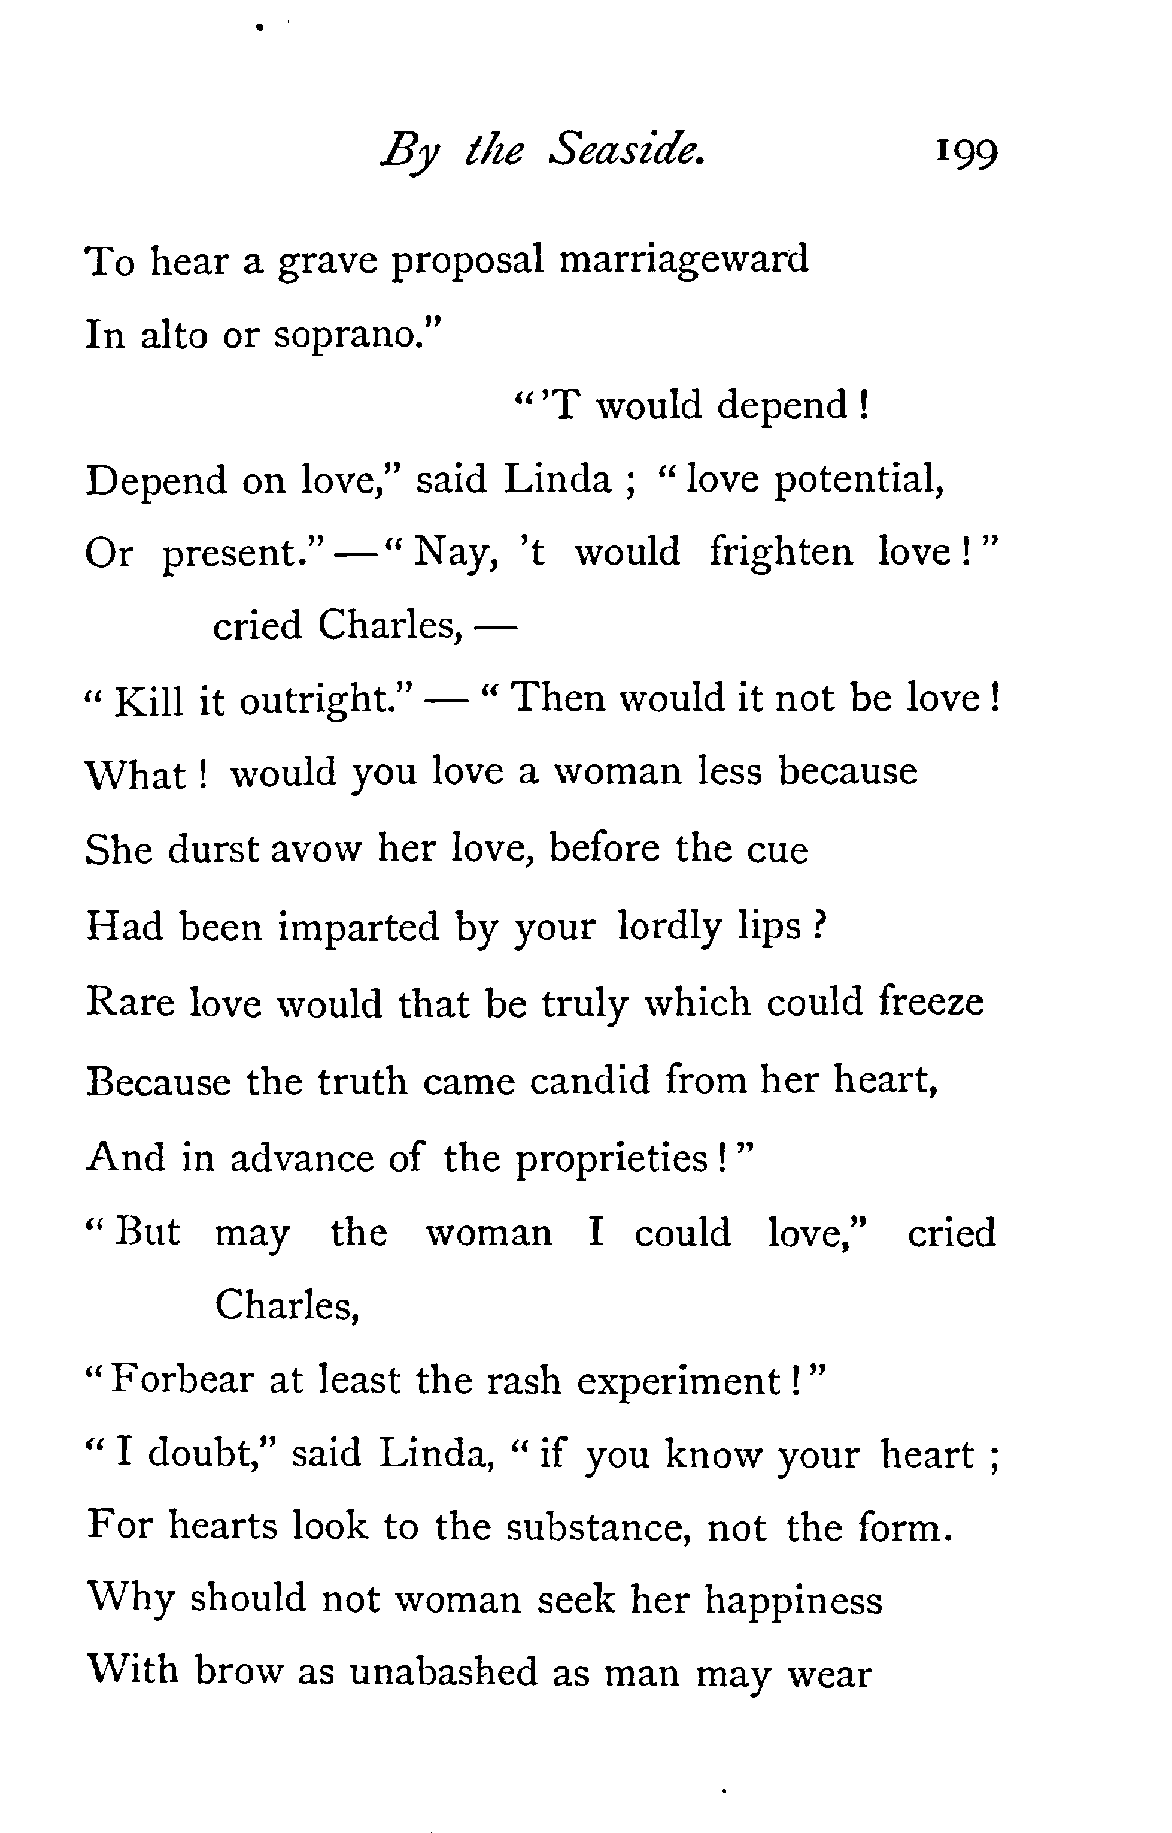 By the Seaside. 199
To hear a grave proposal marriageward
In alto or soprano."
"'T would depend !
Depend on love," said Linda ; " love potential,
Or present." — " Nay, 't would frighten love ! "
cried Charles, —
" Kill it outright." — " Then would it not be love !
What ! would you love a woman less because
She durst avow her love, before the cue
Had been imparted by your lordly lips ?
Rare love would that be truly which could freeze
Because the truth came candid from her heart,
And in advance of the proprieties ! "
" But may the woman I could love," cried
Charles,
" Forbear at least the rash experiment ! "
" I doubt," said Linda, " if you know your heart ;
For hearts look to the substance, not the form.
Why should not woman seek her happiness
With brow as unabashed as man may wear